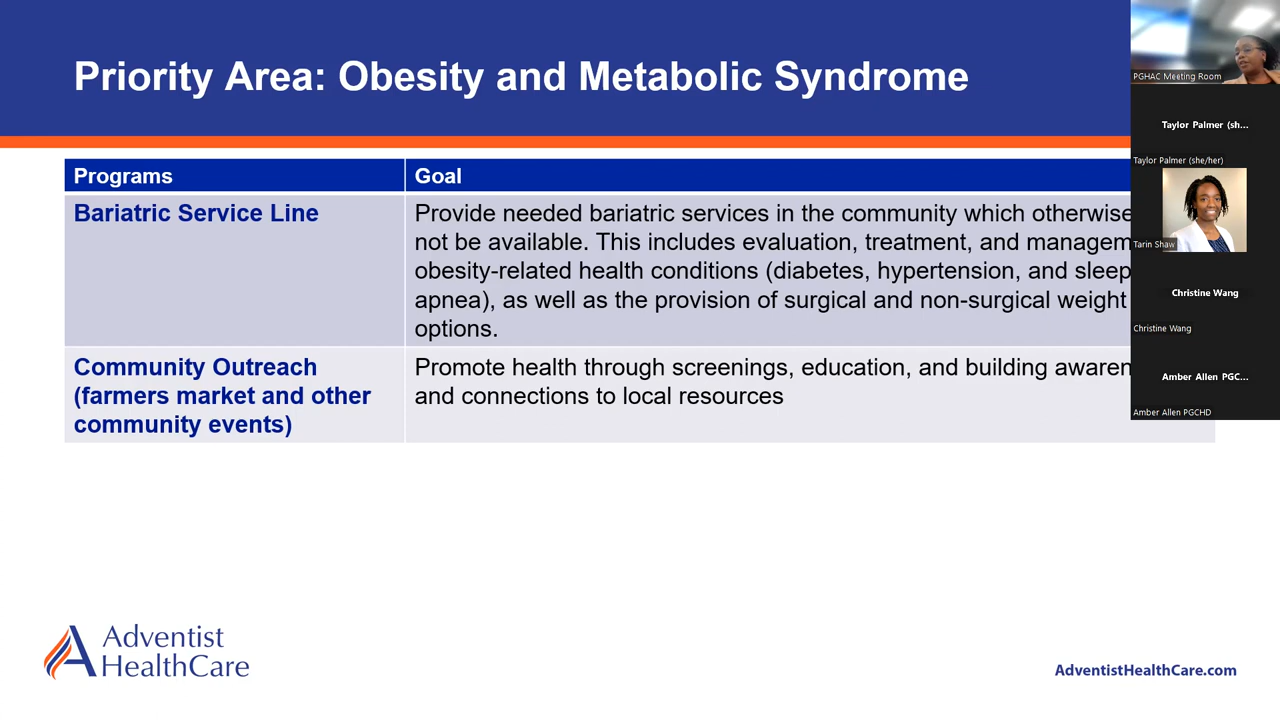 Priority Area: Obesity and Metabolic Syndrome
Programs
Goal
Bariatric Service Line
Provide needed bariatric services in the community which otherwise
not be available. This includes evaluation, treatment, and managem
obesity-related health conditions (diabetes, hypertension, and sleep
apnea), as well as the provision of surgical and non-surgical weight
options.
Community Outreach
(farmers market and other
community events)
Promote health through screenings, education, and building awaren
and connections to local resources
Adventist
HealthCare
AdventistHealthCare.com
PGHAC Meeting Room
Taylor Palmer (sh...
Taylor Palmer (she/her)
Tarin Shaw
Christine Wang
Christine Wang
Amber Allen PGC...
Amber Allen PGCHD